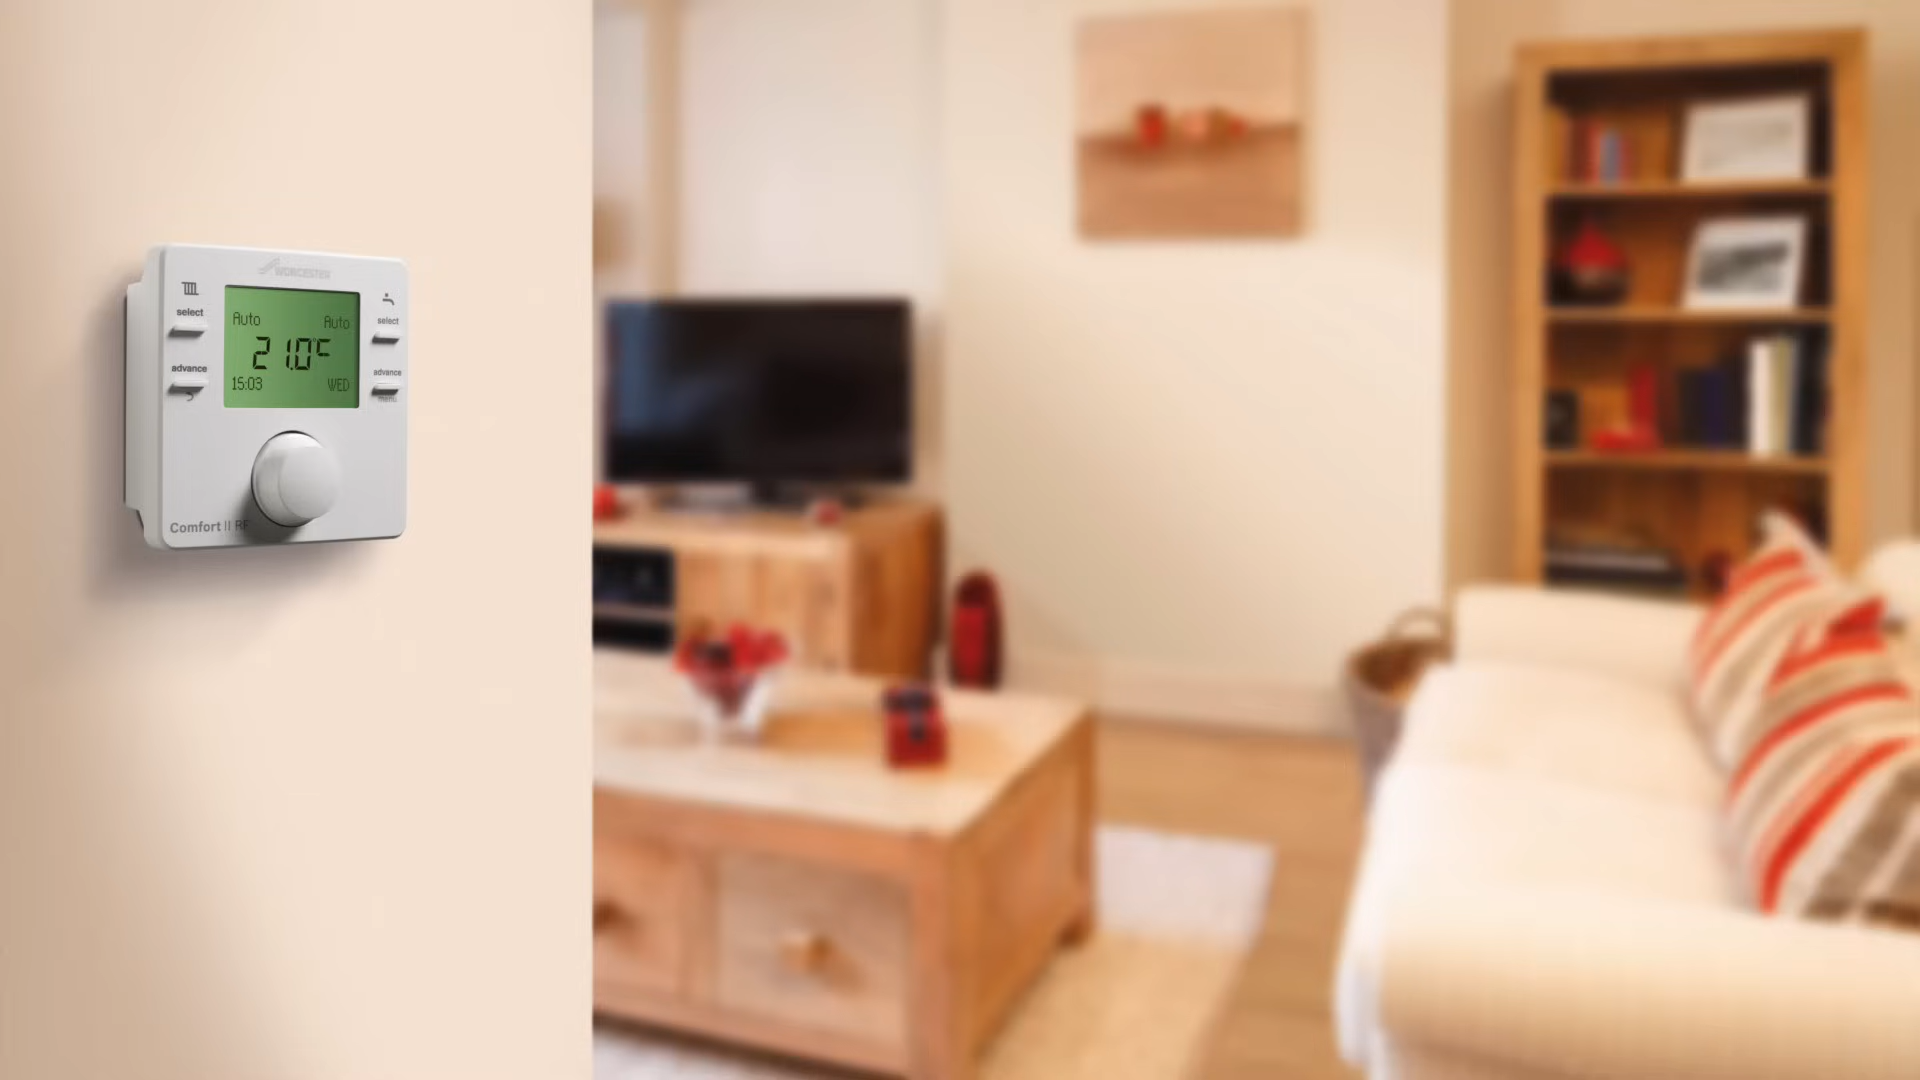 WORCESTER
select
select
Auto Auto
21.0°C
advance
advance
15:03 WED
menu
Comfort II RF